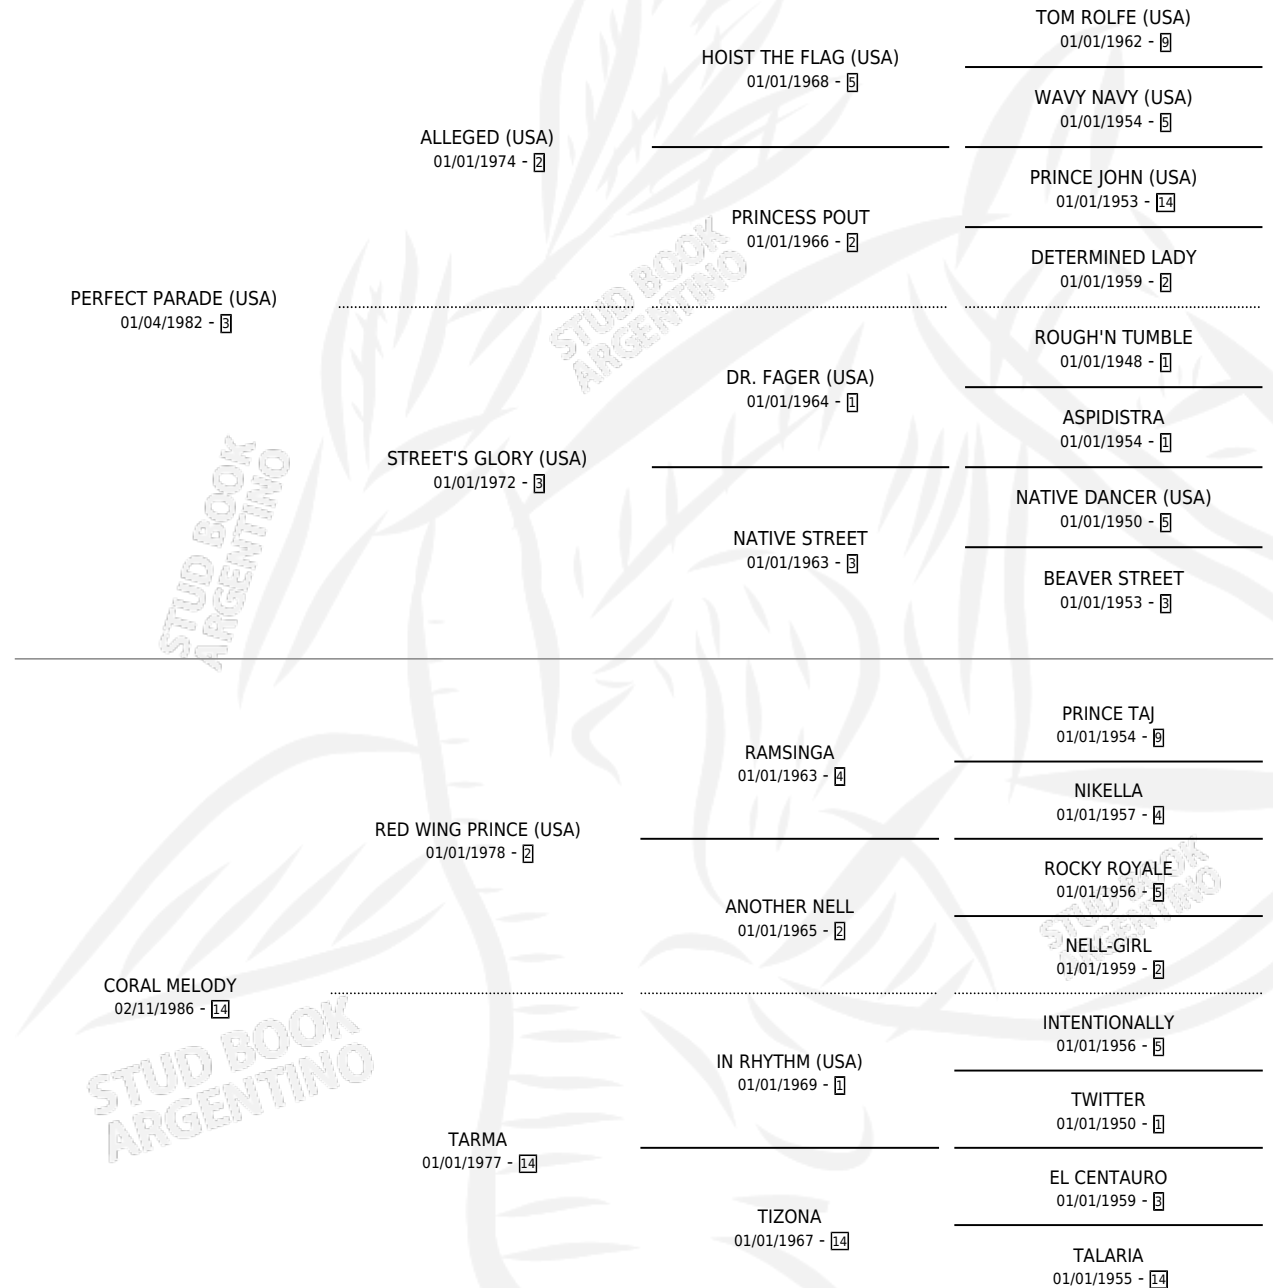 TOM ROLFE (USA)
01/01/1962 - 9
HOIST THE FLAG (USA)
01/01/1968 - 5
WAVY NAVY (USA)
01/01/1954 - 5
ALLEGED (USA)
01/01/1974 - 2
PRINCE JOHN (USA)
01/01/1953 - 14
PRINCESS POUT
01/01/1966 - 2
DETERMINED LADY
01/01/1959 - 2
PERFECT PARADE (USA)
01/04/1982 - 3
ROUGH'N TUMBLE
01/01/1948 - 1
DR. FAGER (USA)
01/01/1964 - 1
ASPIDISTRA
01/01/1954 - 1
STREET'S GLORY (USA)
01/01/1972 - 3
NATIVE DANCER (USA)
01/01/1950 - 5
NATIVE STREET
01/01/1963 - 3
BEAVER STREET
01/01/1953 - 3
STUD BOOK
ARGENTINO
STUD BOOK
ARGENTINO
PRINCE TAJ
01/01/1954 - 9
RAMSINGA
01/01/1963 - 4
NIKELLA
01/01/1957 - 4
RED WING PRINCE (USA)
01/01/1978 - 2
ROCKY ROYALE
01/01/1956 - 5
ANOTHER NELL
01/01/1965 - 2
NELL-GIRL
01/01/1959 - 2
STUD BOOK
ARGENTINO
CORAL MELODY
02/11/1986 - 14
INTENTIONALLY
01/01/1956 - 5
IN RHYTHM (USA)
01/01/1969 - 1
TWITTER
01/01/1950 - 1
STUD BOOK
ARGENTINO
TARMA
01/01/1977 - 14
EL CENTAURO
01/01/1959 - 3
TIZONA
01/01/1967 - 14
TALARIA
01/01/1955 - 14